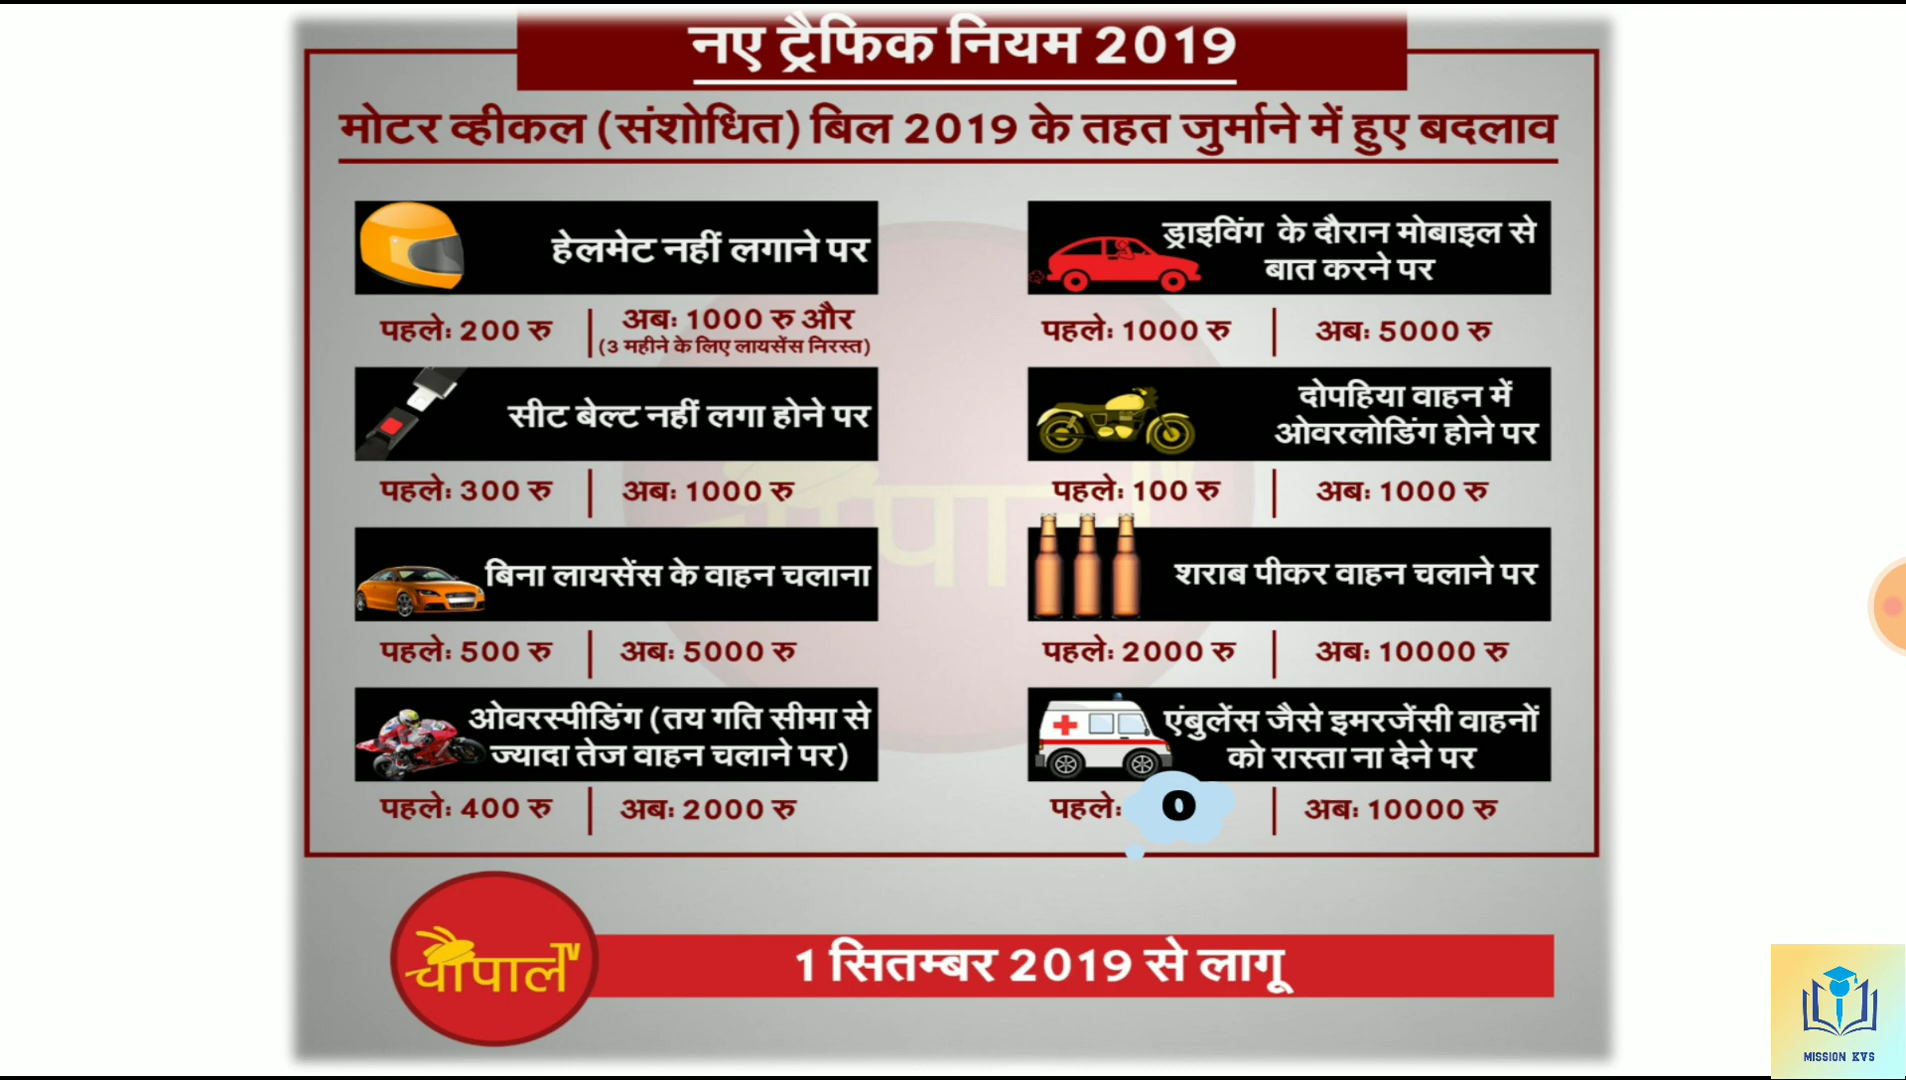 नए ट्रैफिक नियम 2019
मोटर व्हीकल (संशोधित) बिल 2019 के तहत जुर्माने में हुए बदलाव
हेलमेट नहीं लगाने पर
पहले: 200 रु
अब: 1000 रु और
(3 महीने के लिए लायसेंस निरस्त)
ड्राइविंग के दौरान मोबाइल से
बात करने पर
पहले: 1000 रु
अब: 5000 रु
सीट बेल्ट नहीं लगा होने पर
पहले: 300 रु
अब: 1000 रु
दोपहिया वाहन में
ओवरलोडिंग होने पर
पहले: 100 रु
अब: 1000 रु
बिना लायसेंस के वाहन चलाना
पहले: 500 रु
अब: 5000 रु
शराब पीकर वाहन चलाने पर
पहले: 2000 रु
अब: 10000 रु
ओवरस्पीडिंग (तय गति सीमा से
ज्यादा तेज वाहन चलाने पर)
पहले: 400 रु
अब: 2000 रु
एंबुलेंस जैसे इमरजेंसी वाहनों
को रास्ता ना देने पर
पहले: 0
अब: 10000 रु
चौपाल TV
1 सितम्बर 2019 से लागू
MISSION KVS